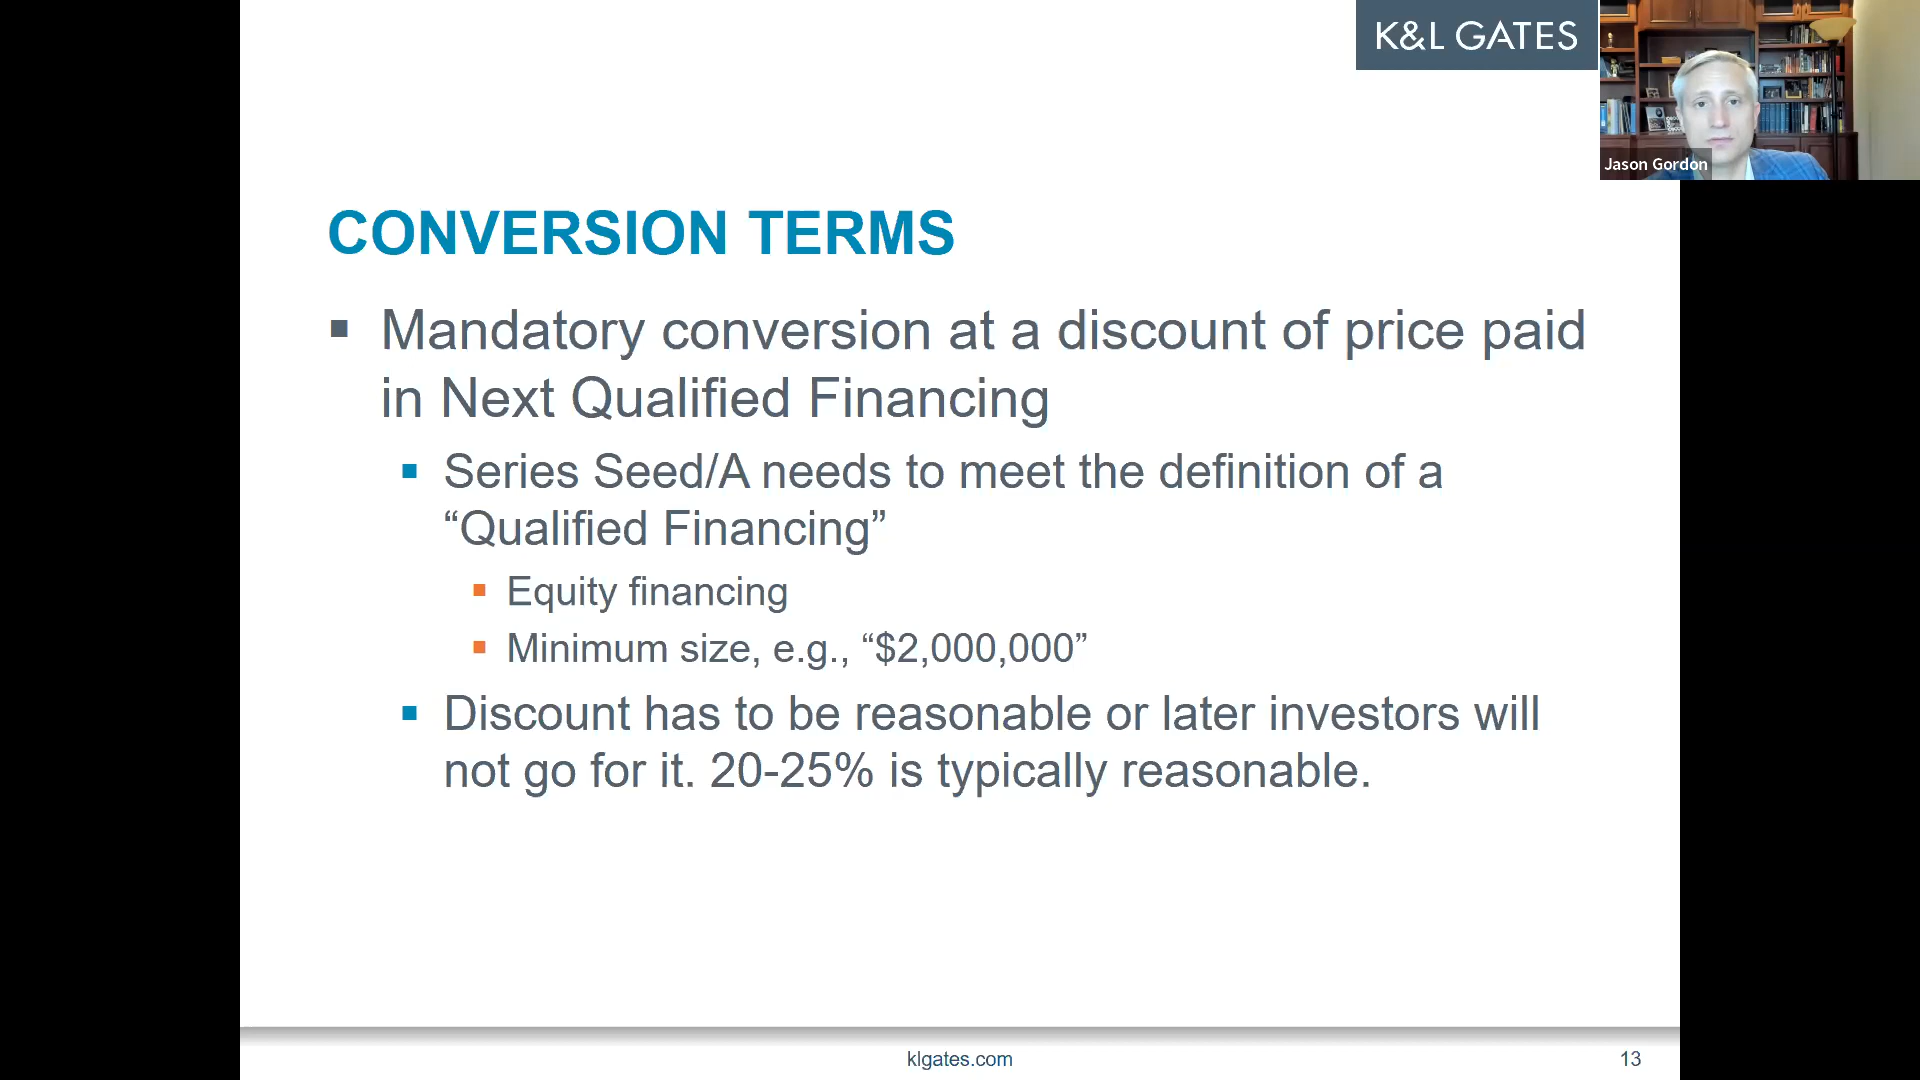 K&L GATES
Jason Gordon
CONVERSION TERMS
Mandatory conversion at a discount of price paid
in Next Qualified Financing
Series Seed/A needs to meet the definition of a
“Qualified Financing”
Equity financing
Minimum size, e.g., “$2,000,000”
Discount has to be reasonable or later investors will
not go for it. 20-25% is typically reasonable.
klgates.com
13